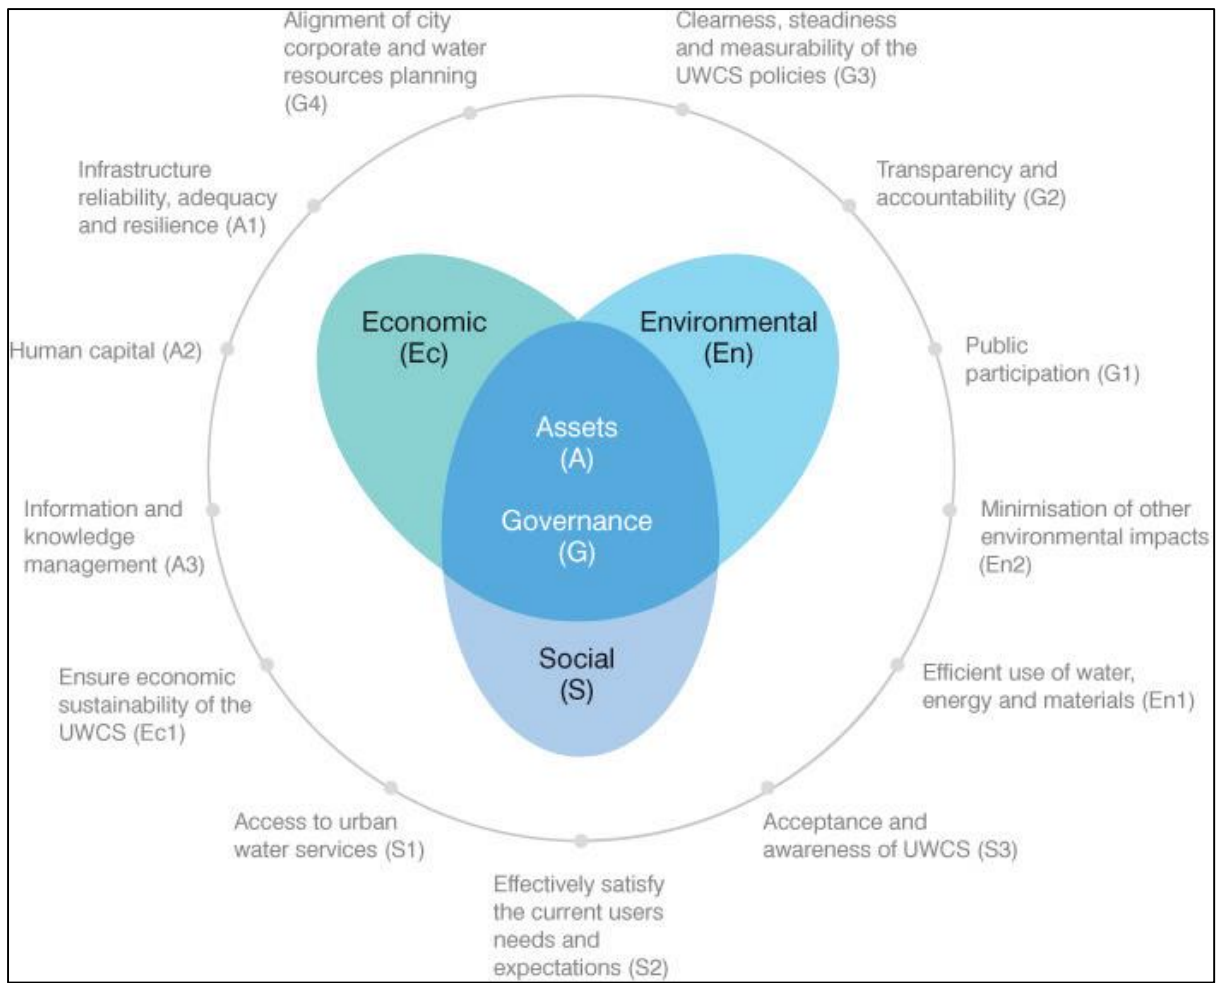 Alignment of city
corporate and water
resources planning
(G4)
Clearness, steadiness
and measurability of the
UWCS policies (G3)
Infrastructure
reliability, adequacy
and resilience (A1)
Transparency and
accountability (G2)
Economic
(Ec)
Environmental
(En)
Human capital (A2)
Public
participation (G1)
Assets
(A)
Governance
(G)
Information and
knowledge
management (A3)
Minimisation of other
environmental impacts
(En2)
Social
(S)
Ensure economic
sustainability of the
UWCS (Ec1)
Efficient use of water,
energy and materials (En1)
Access to urban
water services (S1)
Acceptance and
awareness of UWCS (S3)
Effectively satisfy
the current users
needs and
expectations (S2)